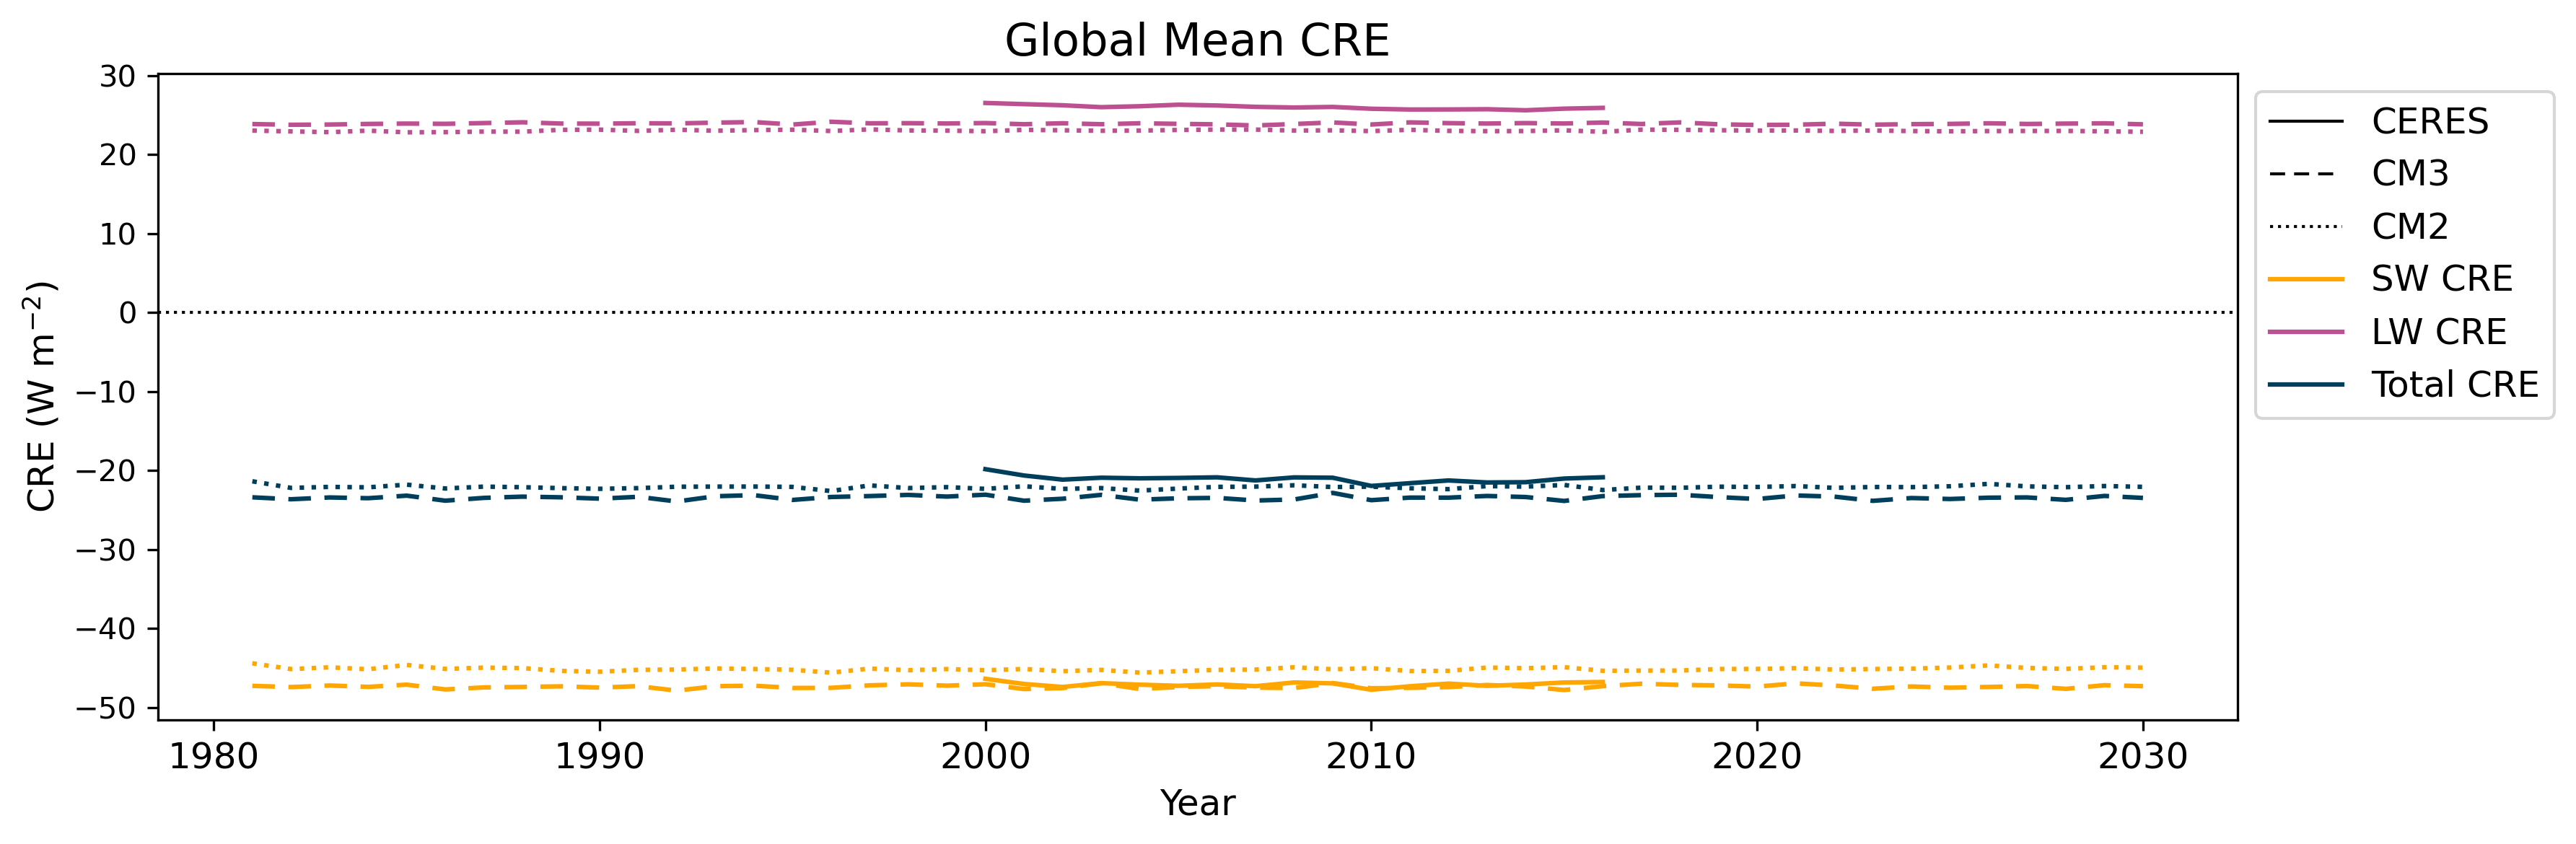 Global Mean CRE
30
20
10
0
−10
−20
−30
−40
−50
CRE (W m⁻²)
1980 1990 2000 2010 2020 2030
Year
CERES
CM3
CM2
SW CRE
LW CRE
Total CRE